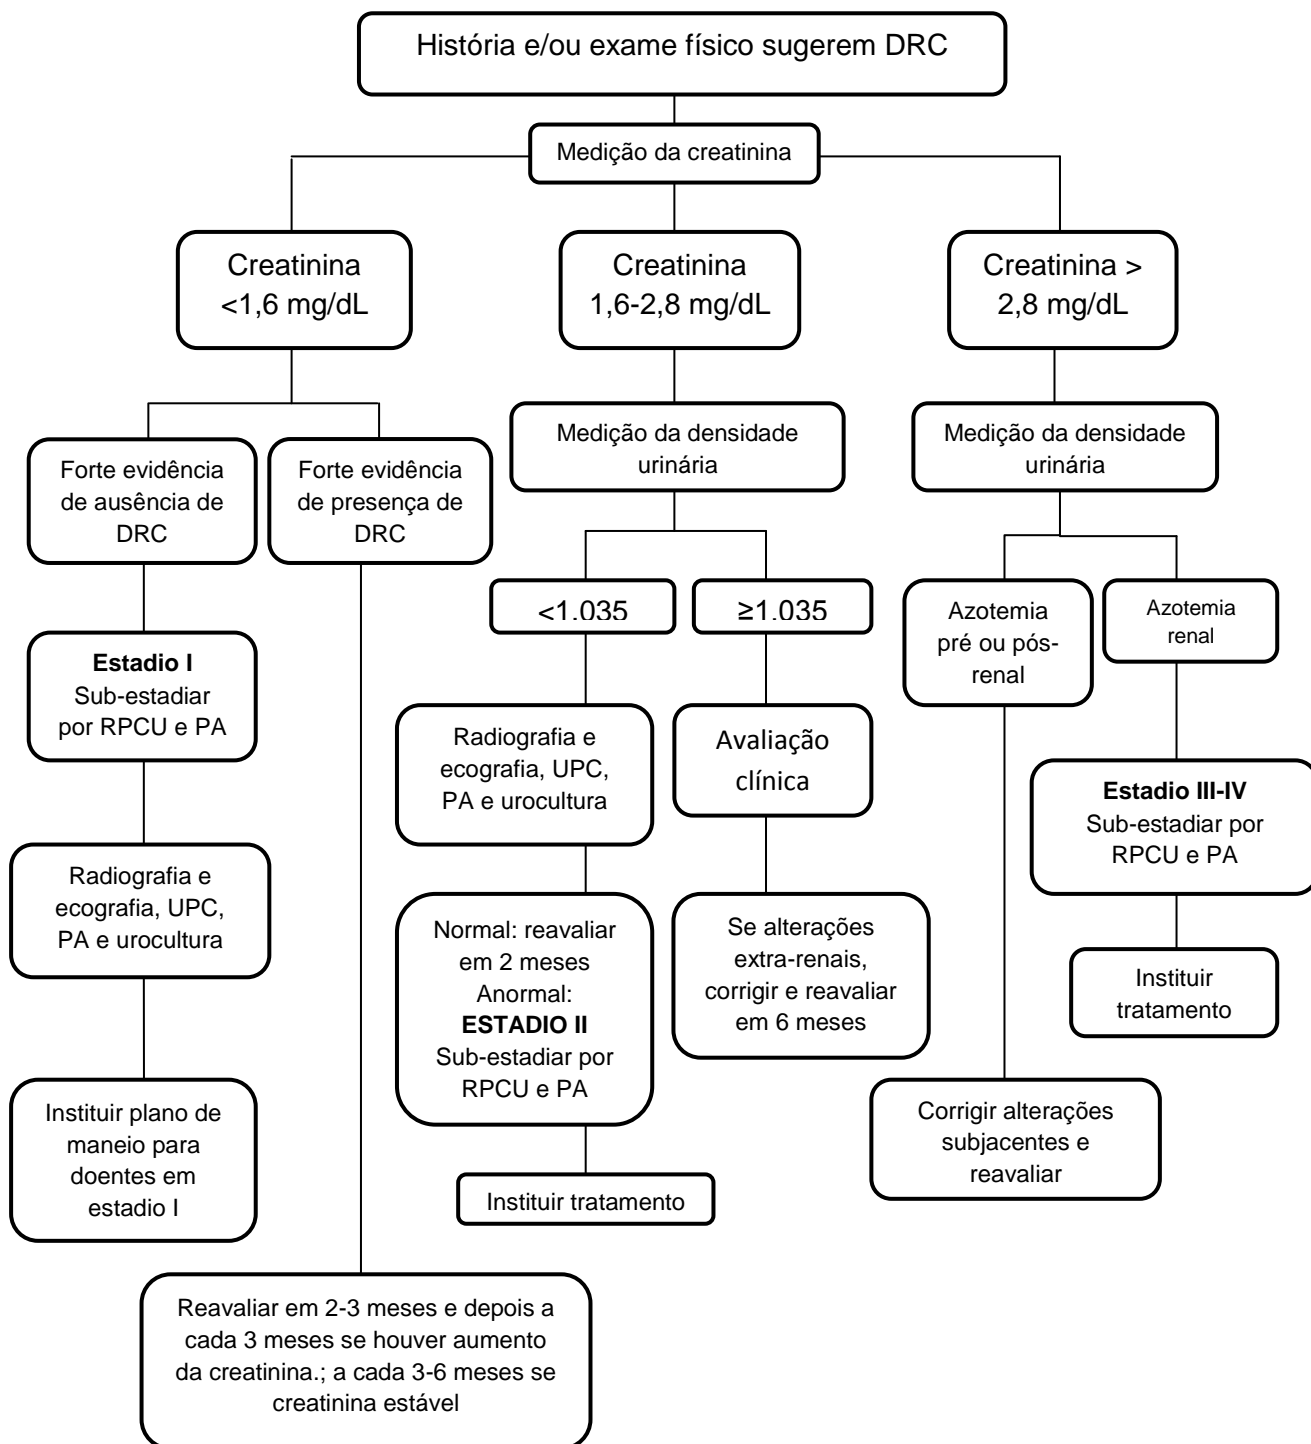 História e/ou exame físico sugerem DRC
Medição da creatinina
Creatinina
<1,6 mg/dL
Creatinina
1,6-2,8 mg/dL
Creatinina >
2,8 mg/dL
Forte evidência
de ausência de
DRC
Forte evidência
de presença de
DRC
Medição da densidade
urinária
Medição da densidade
urinária
<1.035
≥1.035
Azotemia
pré ou pós-
renal
Azotemia
renal
Estadio I
Sub-estadiar
por RPCU e PA
Radiografia e
ecografia, UPC,
PA e urocultura
Avaliação
clínica
Estadio III-IV
Sub-estadiar por
RPCU e PA
Radiografia e
ecografia, UPC,
PA e urocultura
Normal: reavaliar
em 2 meses
Anormal:
ESTADIO II
Sub-estadiar por
RPCU e PA
Se alterações
extra-renais,
corrigir e reavaliar
em 6 meses
Instituir
tratamento
Instituir plano de
maneio para
doentes em
estadio I
Instituir tratamento
Corrigir alterações
subjacentes e
reavaliar
Reavaliar em 2-3 meses e depois a
cada 3 meses se houver aumento
da creatinina.; a cada 3-6 meses se
creatinina estável